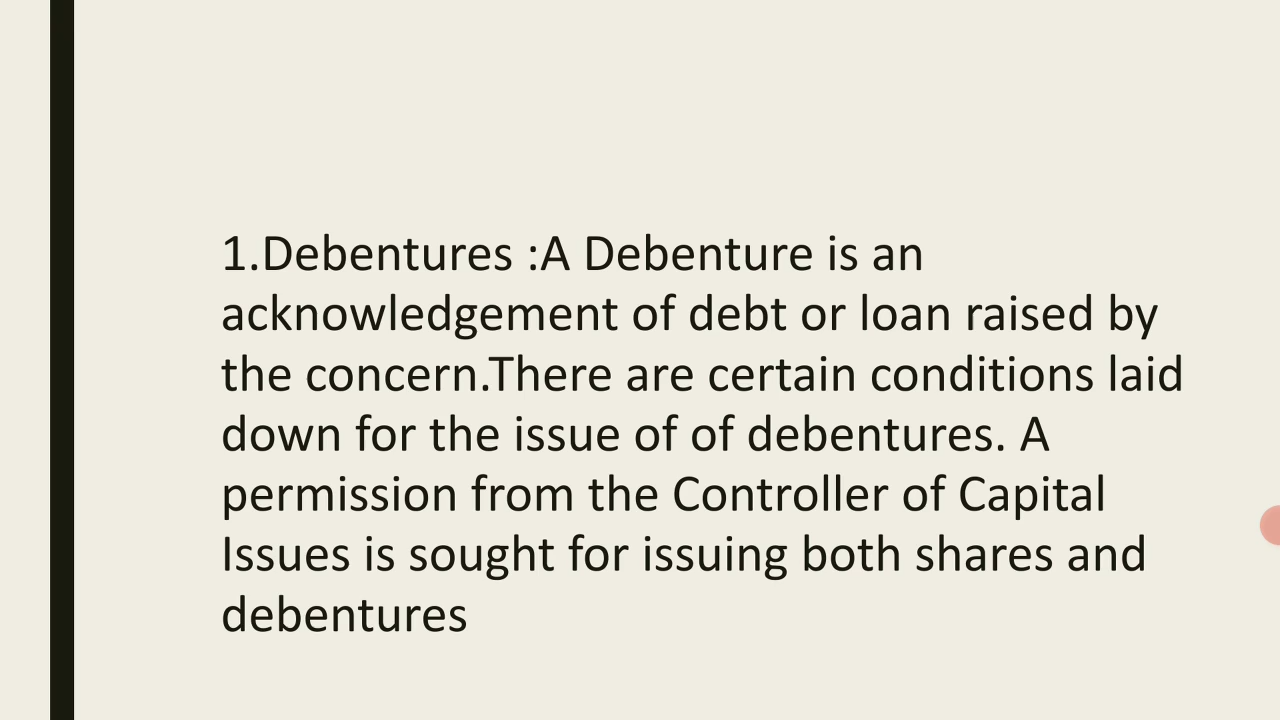 1.Debentures :A Debenture is an
acknowledgement of debt or loan raised by
the concern.There are certain conditions laid
down for the issue of of debentures. A
permission from the Controller of Capital
Issues is sought for issuing both shares and
debentures